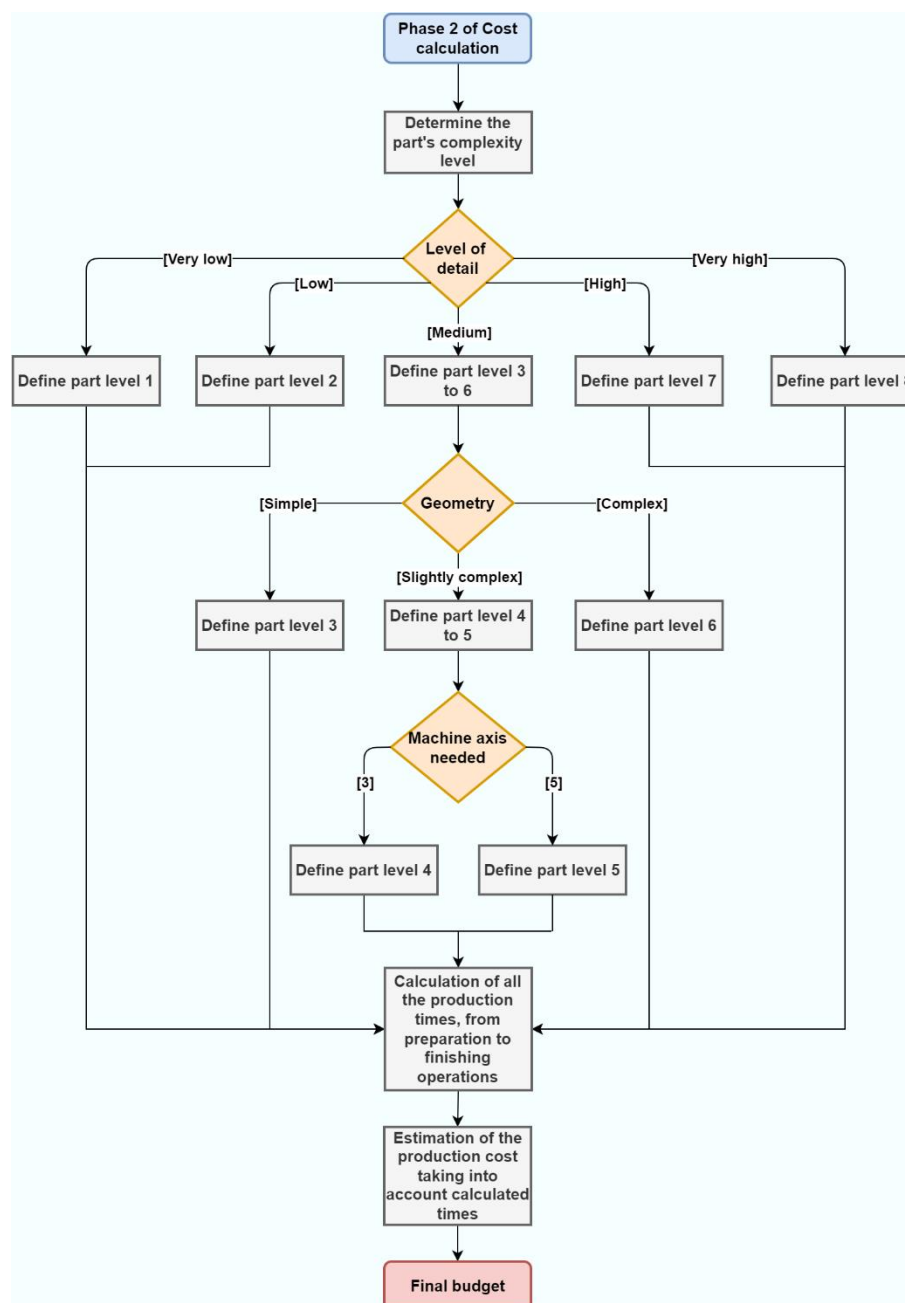 Phase 2 of Cost
calculation
Determine the
part's complexity
level
Level of
detail
[Very low]
[Very high]
[Low]
[High]
[Medium]
Define part level 1
Define part level 2
Define part level 3
to 6
Define part level 7
Define part level
Geometry
[Simple]
[Complex]
[Slightly complex]
Define part level 3
Define part level 4
to 5
Define part level 6
Machine axis
needed
[3]
[5]
Define part level 4
Define part level 5
Calculation of all
the production
times, from
preparation to
finishing
operations
Estimation of the
production cost
taking into
account calculated
times
Final budget